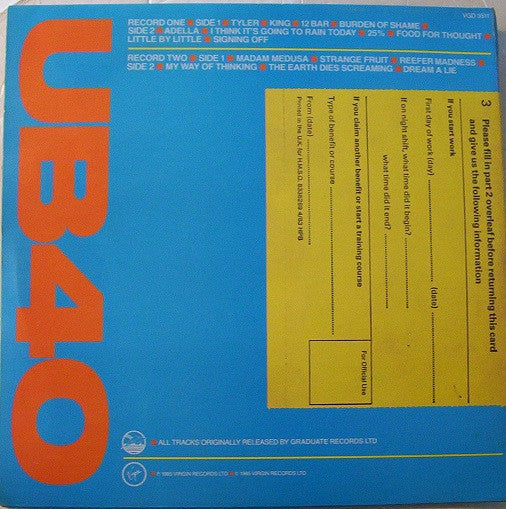 UB40
VGD 3511
RECORD ONE ■ SIDE 1 ■ TYLER ■ KING ■ 12 BAR ■ BURDEN OF SHAME ■
SIDE 2 ■ ADELLA ■ I THINK IT'S GOING TO RAIN TODAY ■ 25% ■ FOOD FOR THOUGHT ■
LITTLE BY LITTLE ■ SIGNING OFF
RECORD TWO ■ SIDE 1 ■ MADAM MEDUSA ■ STRANGE FRUIT ■ REEFER MADNESS ■
SIDE 2 ■ MY WAY OF THINKING ■ THE EARTH DIES SCREAMING ■ DREAM A LIE
3 Please fill in part 2 overleaf before returning this card
and give us the following information
If you start work
First day of work (day) (date)
If on night shift, what time did it begin?
what time did it end?
If you claim another benefit or start a training course
Type of benefit or course
From (date)
Printed in the U.K. for H.M.S.O. 4/83 HPB
For Official Use
■ ALL TRACKS ORIGINALLY RELEASED BY GRADUATE RECORDS LTD
Virgin
■ ℗ 1985 VIRGIN RECORDS LTD ■ © 1985 VIRGIN RECORDS LTD